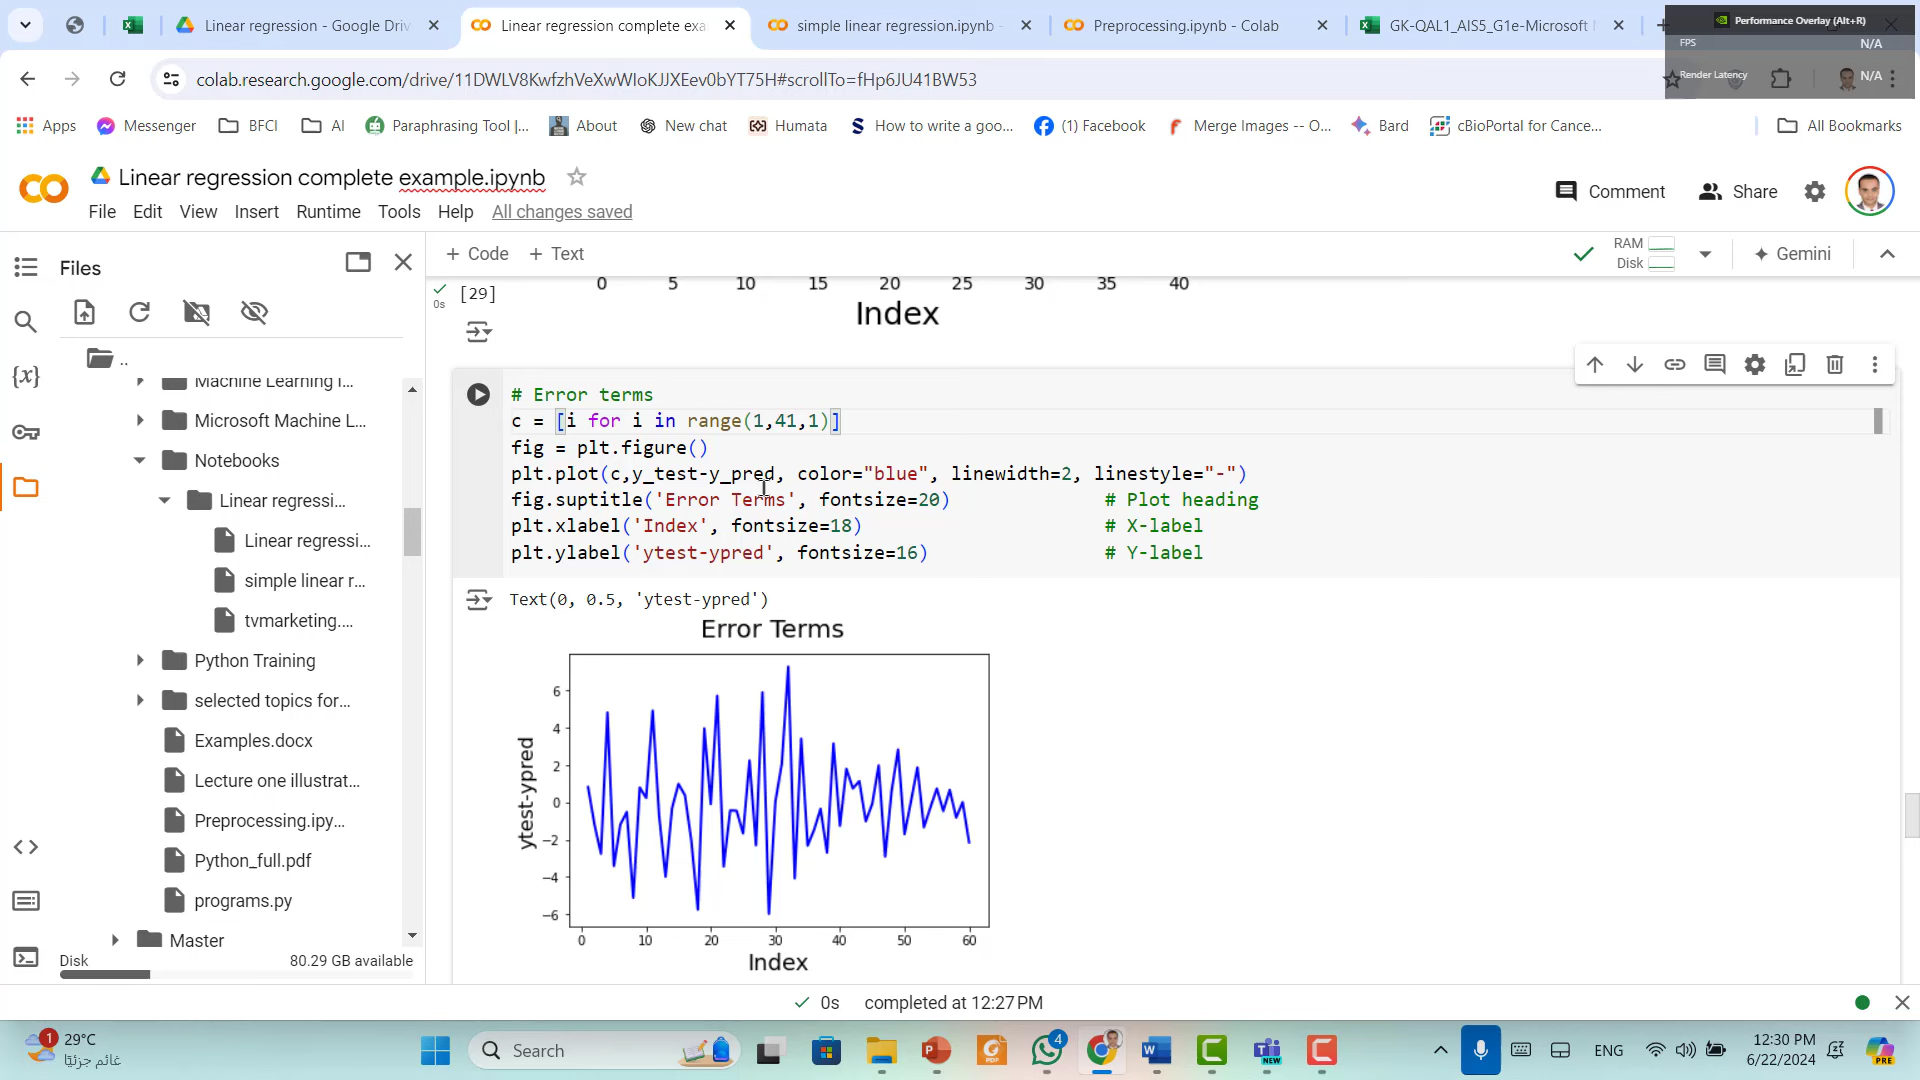 Linear regression - Google Driv
Linear regression complete exa
simple linear regression.ipynb -
Preprocessing.ipynb - Colab
GK-QAL1_AIS5_G1e-Microsoft
Performance Overlay (Alt+R)
FPS
N/A
Render Latency
N/A
colab.research.google.com/drive/11DWLV8KwfzhVeXwWIoKJJXEev0bYT75H#scrollTo=fHp6JU41BW53
Apps
Messenger
BFCI
AI
Paraphrasing Tool |...
About
New chat
Humata
How to write a goo...
(1) Facebook
Merge Images -- O...
Bard
cBioPortal for Cance...
All Bookmarks
Linear regression complete example.ipynb
Comment
Share
File Edit View Insert Runtime Tools Help All changes saved
Files
+ Code + Text
RAM
Disk
Gemini
..
Machine Learning I...
Microsoft Machine L...
Notebooks
Linear regressi...
Linear regressi...
simple linear r...
tvmarketing....
Python Training
selected topics for...
Examples.docx
Lecture one illustrat...
Preprocessing.ipy...
Python_full.pdf
programs.py
Master
Disk
80.29 GB available
[29]
0s
0 5 10 15 20 25 30 35 40
Index
# Error terms
c = [i for i in range(1,41,1)]
fig = plt.figure()
plt.plot(c,y_test-y_pred, color="blue", linewidth=2, linestyle="-")
fig.suptitle('Error Terms', fontsize=20) # Plot heading
plt.xlabel('Index', fontsize=18) # X-label
plt.ylabel('ytest-ypred', fontsize=16) # Y-label
Text(0, 0.5, 'ytest-ypred')
Error Terms
ytest-ypred
6
4
2
0
−2
−4
−6
0 10 20 30 40 50 60
Index
0s completed at 12:27 PM
1
29°C
غائم جزئيًا
Search
4
NEW
ENG
12:30 PM
6/22/2024
PRE